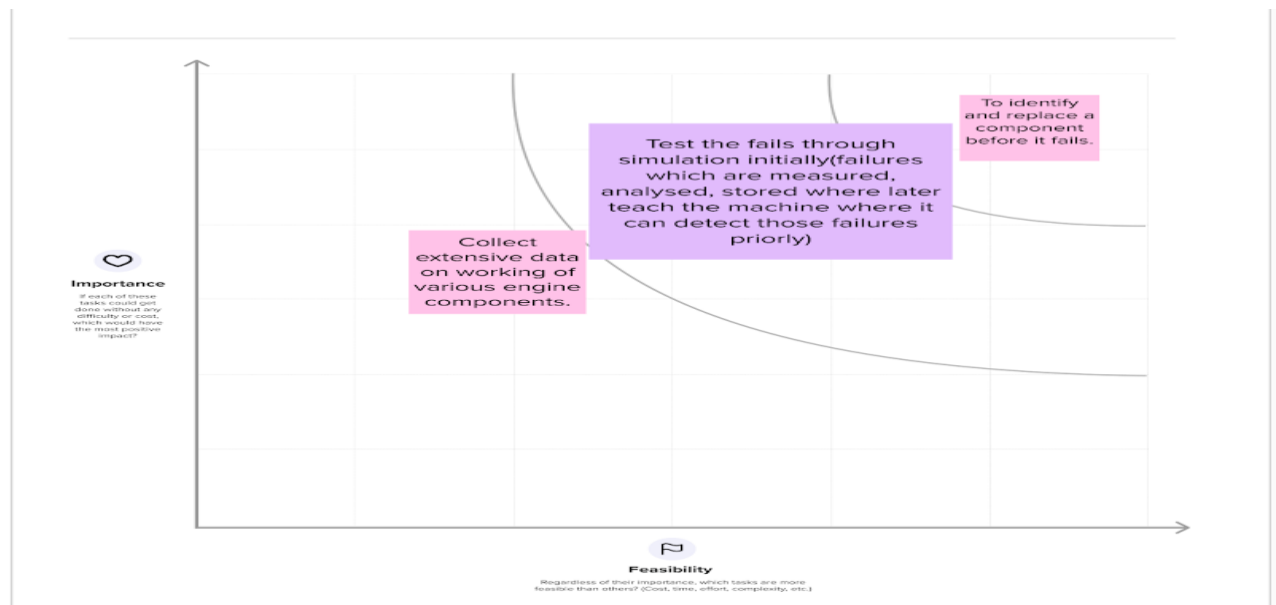 To identify
and replace a
component
before it fails.
Test the fails through
simulation initially(failures
which are measured,
analysed, stored where later
teach the machine where it
can detect those failures
priorly)
Collect
extensive data
on working of
various engine
components.
Importance
If each of these
tasks could get
done without any
difficulty or cost,
which would have
the most positive
impact?
Feasibility
Regardless of their importance, which tasks are more
feasible than others? (Cost, time, effort, complexity, etc.)